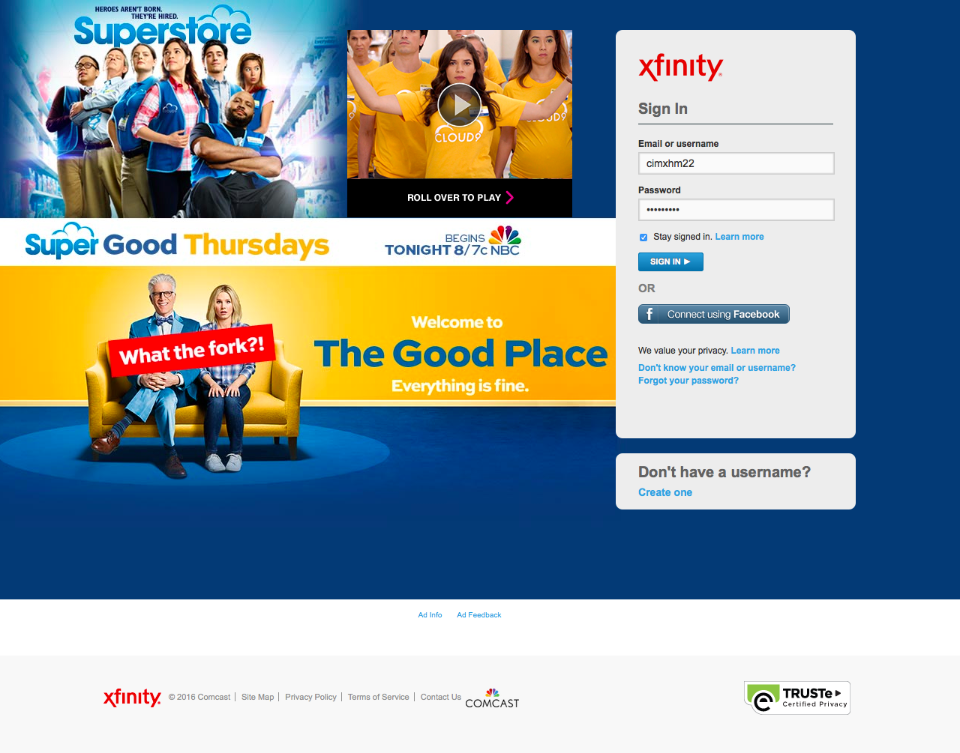 HEROES AREN'T BORN.
THEY'RE HIRED.
Superstore
CLOUD9
CLOUD9
ROLL OVER TO PLAY
Super Good Thursdays
BEGINS
TONIGHT 8/7c NBC
What the fork?!
Welcome to
The Good Place
Everything is fine.
xfinity
Sign In
Email or username
cimxhm22
Password
•••••••••
Stay signed in. Learn more
SIGN IN
OR
f Connect using Facebook
We value your privacy. Learn more
Don't know your email or username?
Forgot your password?
Don't have a username?
Create one
Ad Info Ad Feedback
xfinity © 2016 Comcast | Site Map | Privacy Policy | Terms of Service | Contact Us COMCAST
TRUSTe
Certified Privacy